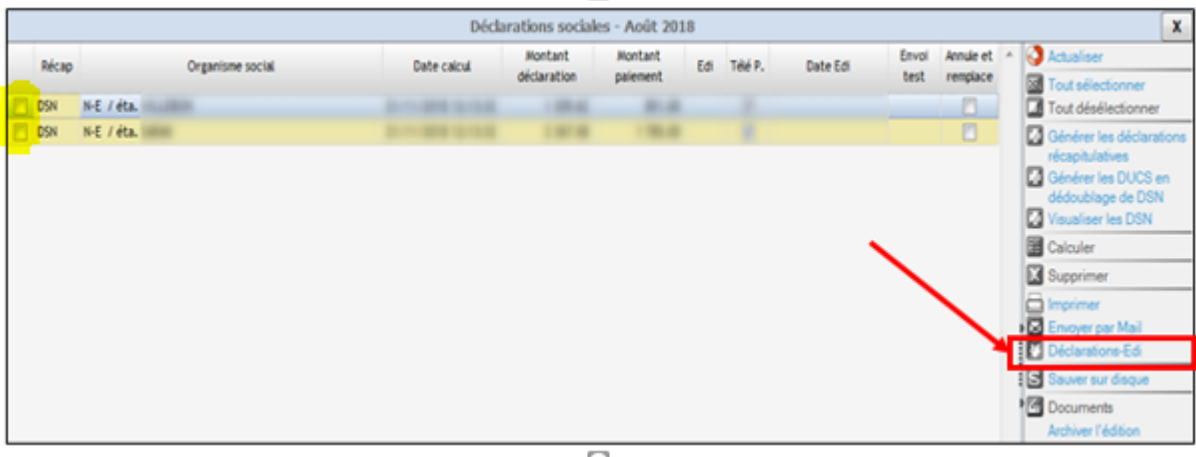 Déclarations sociales - Août 2018
X
Récap
Organisme social
Date calcul
Montant
déclaration
Montant
paiement
Edi
Télé P.
Date Edi
Envoi
test
Annule et
remplace
DSN N-E / éta.
DSN N-E / éta.
Actualiser
Tout sélectionner
Tout désélectionner
Générer les déclarations
récapitulatives
Générer les DUCS en
dédoublage de DSN
Visualiser les DSN
Calculer
Supprimer
Imprimer
Envoyer par Mail
Déclarations-Edi
Sauver sur disque
Documents
Archiver l'édition